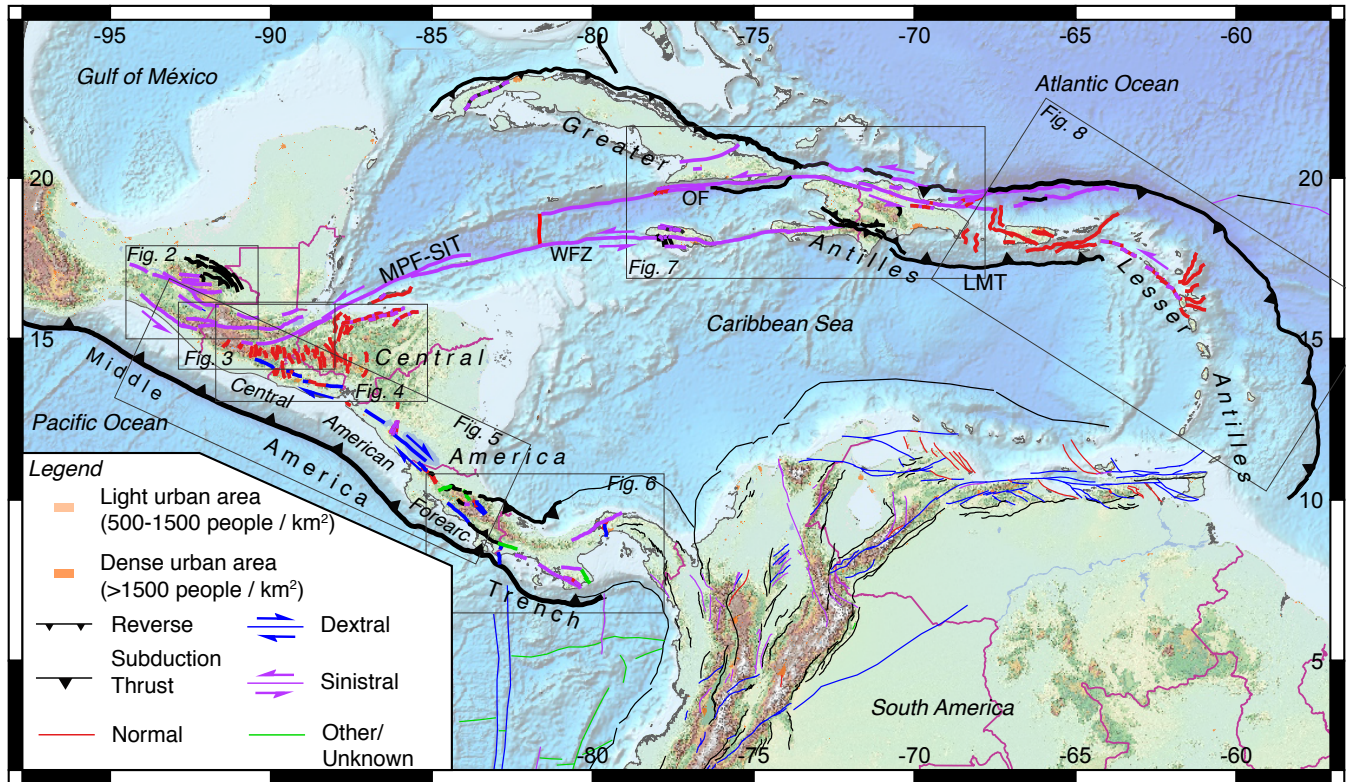 -95 -90 -85 -80 -75 -70 -65 -60
Gulf of México
Atlantic Ocean
Fig. 8
Greater
20
20
OF
Fig. 2
MPF-SIT
WFZ
Fig. 7
Antilles
LMT
Lesser
Caribbean Sea
15
15
Fig. 3
Central
Middle
Central
Fig. 4
Antilles
Pacific Ocean
American
Fig. 5
America
America
Fig. 6
Forearc
10
Trench
5
South America
-80 -75 -70 -65 -60
Legend
Light urban area
(500-1500 people / km²)
Dense urban area
(>1500 people / km²)
Reverse
Dextral
Subduction
Thrust
Sinistral
Normal
Other/
Unknown